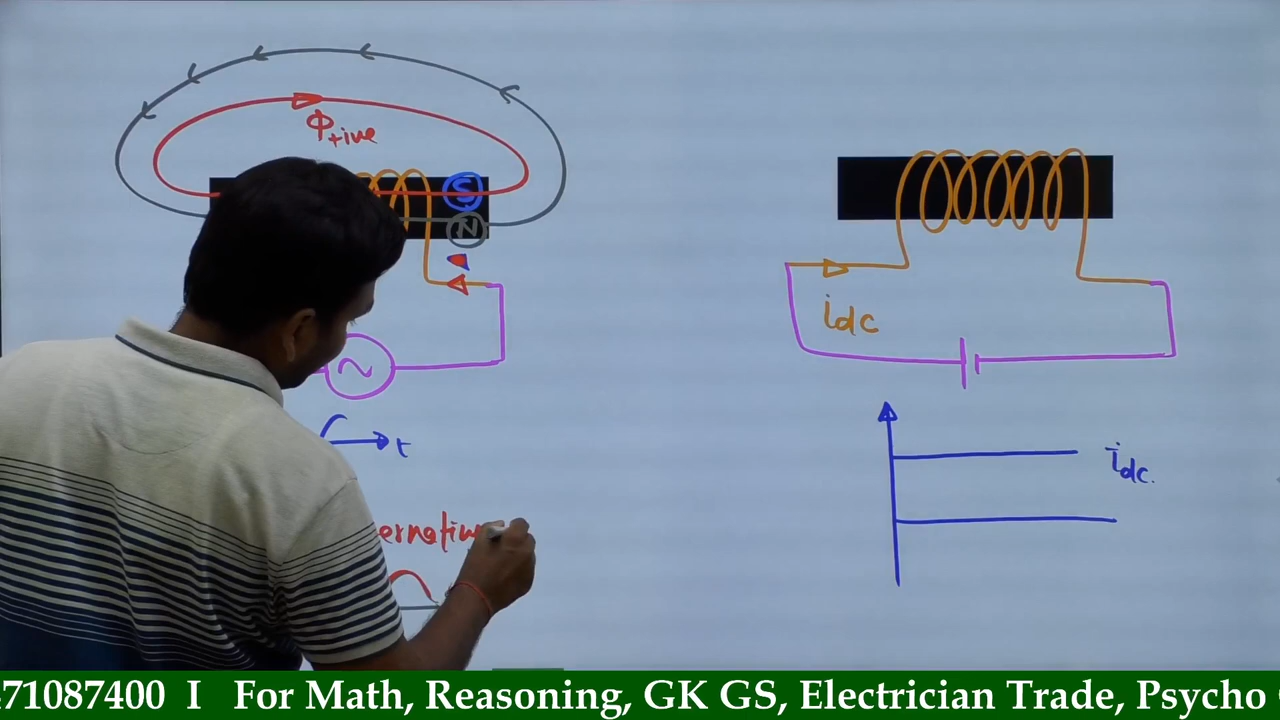 Φ+ive
S
N
~
t
ernative
idc
idc.
71087400 I For Math, Reasoning, GK GS, Electrician Trade, Psycho